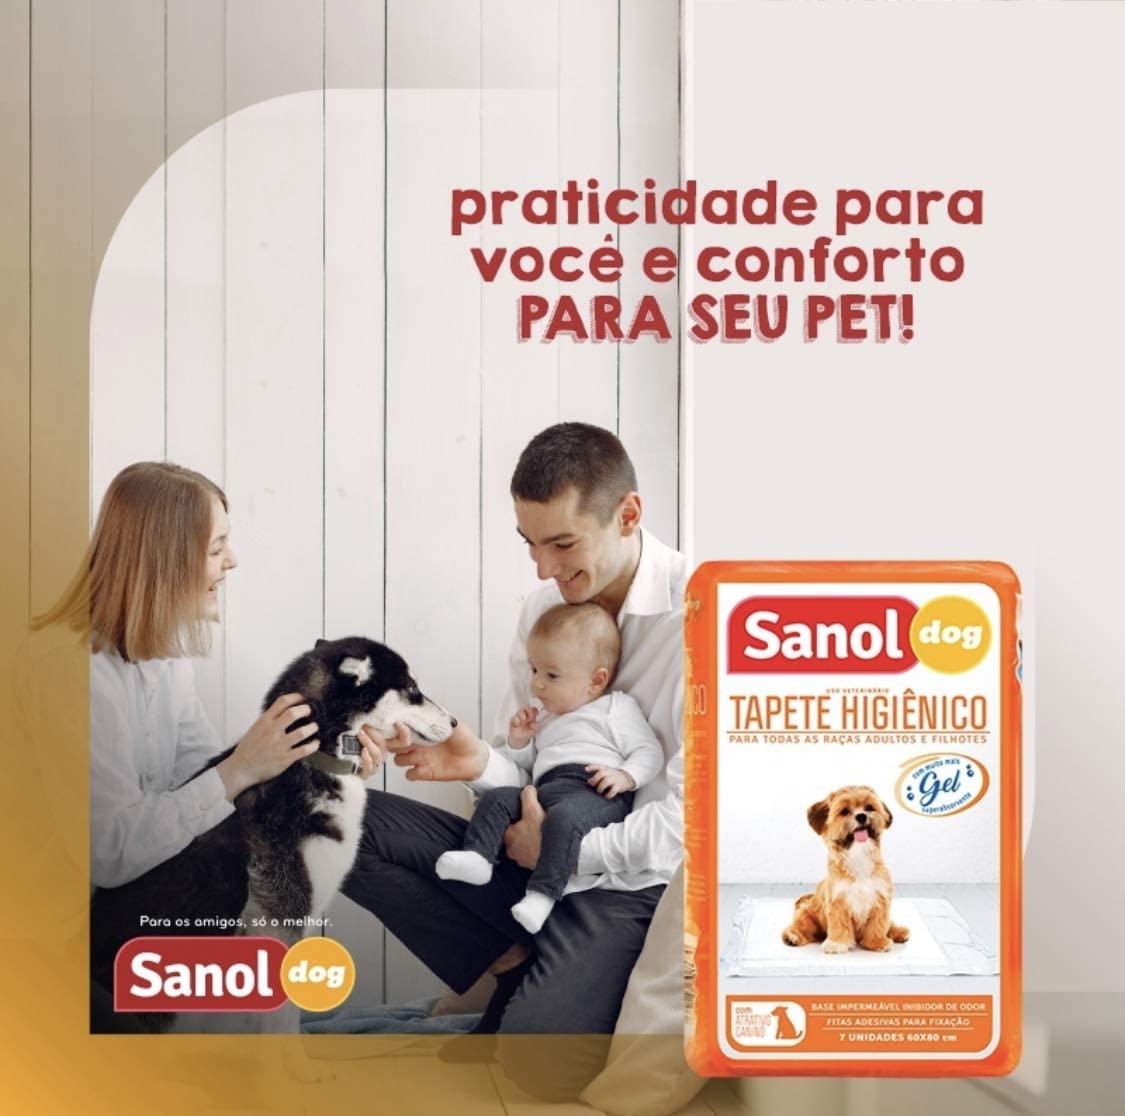 praticidade para
você e conforto
PARA SEU PET!
Sanol dog
USO VETERINÁRIO
TAPETE HIGIÊNICO
PARA TODAS AS RAÇAS ADULTOS E FILHOTES
com muito mais
Gel
superabsorvente
com
ATRATIVO
CANINO
BASE IMPERMEÁVEL INIBIDOR DE ODOR
FITAS ADESIVAS PARA FIXAÇÃO
7 UNIDADES 60X80 cm
Para os amigos, só o melhor.
Sanol dog